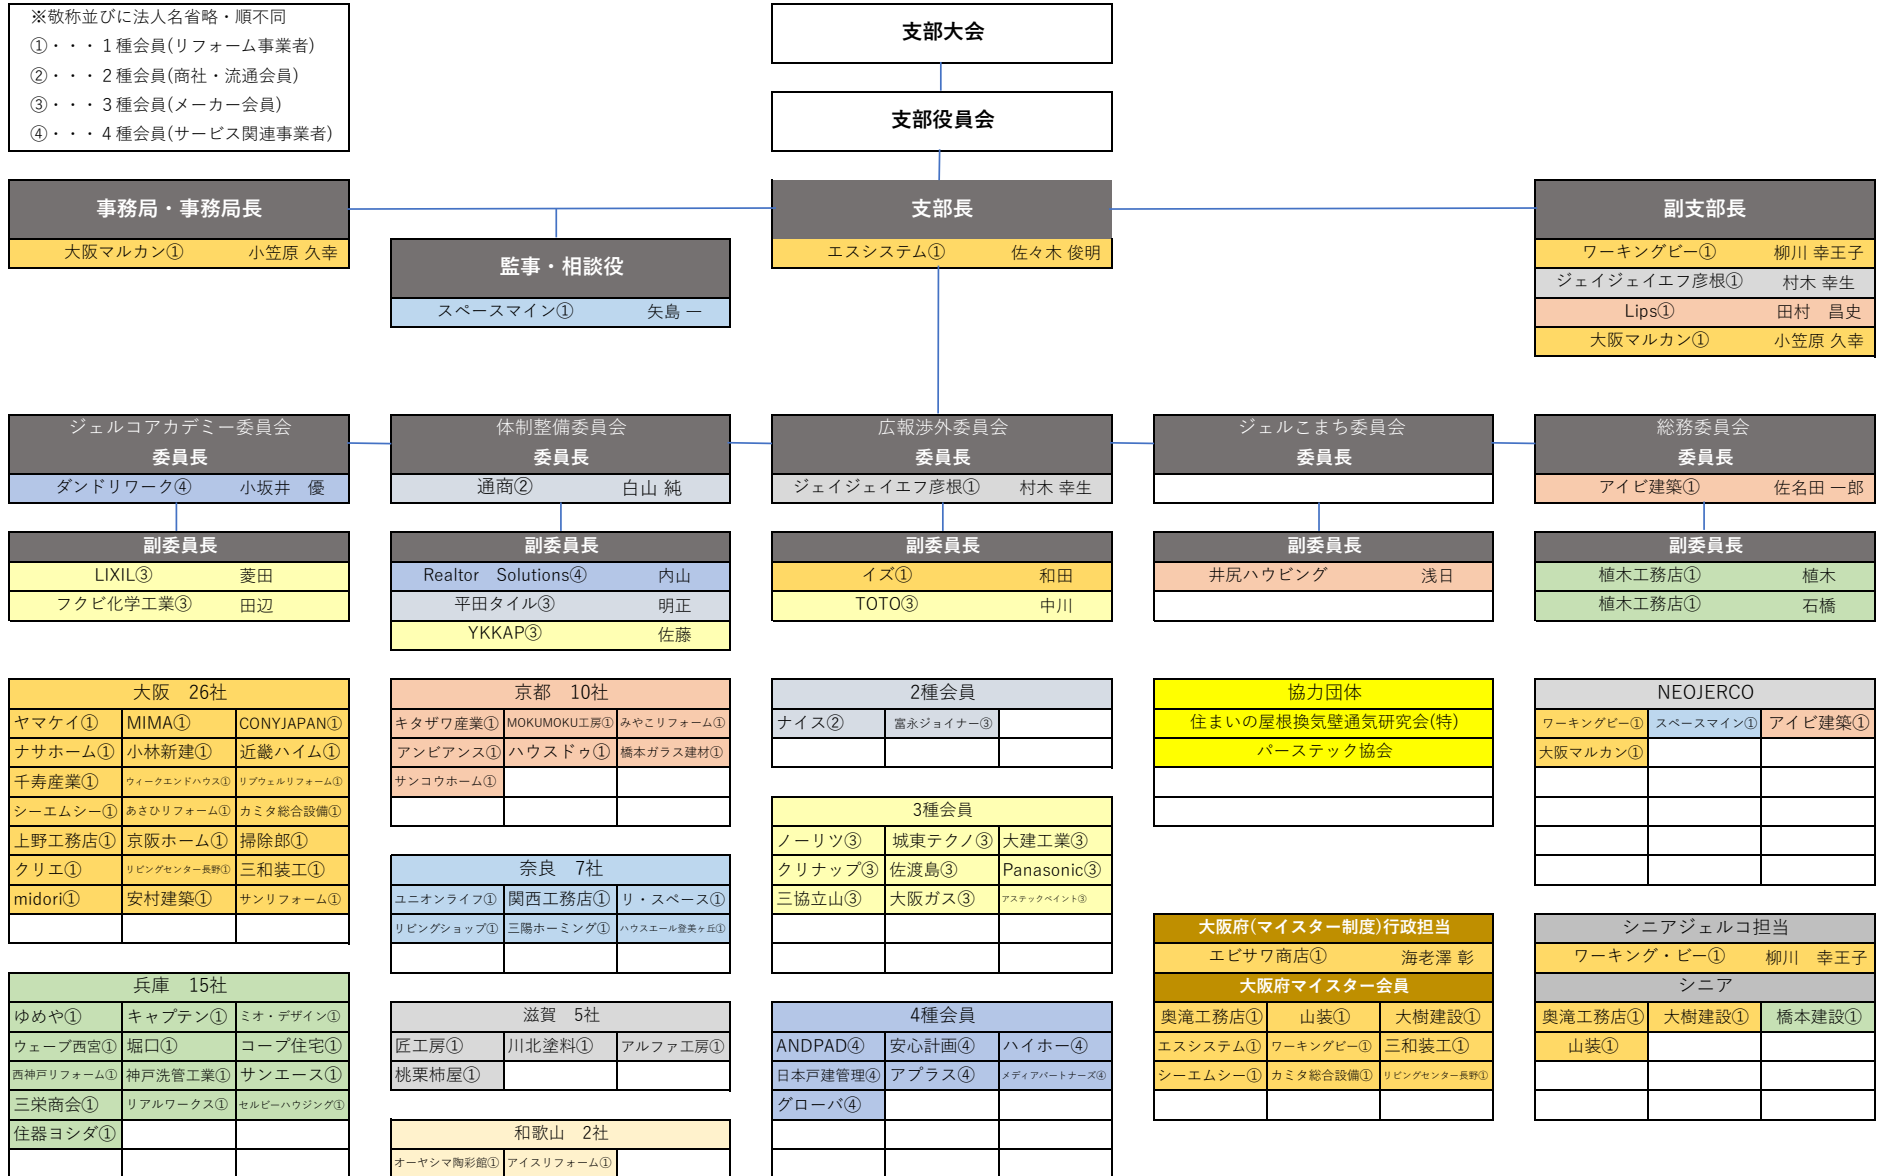 ※敬称並びに法人名省略・順不同
①・・・１種会員(リフォーム事業者)
②・・・２種会員(商社・流通会員)
③・・・３種会員(メーカー会員)
④・・・４種会員(サービス関連事業者)
支部大会
支部役員会
事務局・事務局長
大阪マルカン① 小笠原 久幸
監事・相談役
スペースマイン① 矢島 一
支部長
エスシステム① 佐々木 俊明
副支部長
ワーキングビー① 柳川 幸王子
ジェイジェイエフ彦根① 村木 幸生
Lips① 田村　昌史
大阪マルカン① 小笠原 久幸
ジェルコアカデミー委員会
委員長
ダンドリワーク④ 小坂井　優
副委員長
LIXIL③ 菱田
フクビ化学工業③ 田辺
体制整備委員会
委員長
通商② 白山 純
副委員長
Realtor　Solutions④ 内山
平田タイル③ 明正
YKKAP③ 佐藤
広報渉外委員会
委員長
ジェイジェイエフ彦根① 村木 幸生
副委員長
イズ① 和田
TOTO③ 中川
ジェルこまち委員会
委員長
副委員長
井尻ハウビング 浅日
総務委員会
委員長
アイビ建築① 佐名田 一郎
副委員長
植木工務店① 植木
植木工務店① 石橋
大阪　26社
ヤマケイ① MIMA① CONYJAPAN①
ナサホーム① 小林新建① 近畿ハイム①
千寿産業① ウィークエンドハウス① リブウェルリフォーム①
シーエムシー① あさひリフォーム① カミタ総合設備①
上野工務店① 京阪ホーム① 掃除郎①
クリエ① リビングセンター長野① 三和装工①
midori① 安村建築① サンリフォーム①
兵庫　15社
ゆめや① キャプテン① ミオ・デザイン①
ウェーブ西宮① 堀口① コープ住宅①
西神戸リフォーム① 神戸洗管工業① サンエース①
三栄商会① リアルワークス① セルビーハウジング①
住器ヨシダ①
京都　10社
キタザワ産業① MOKUMOKU工房① みやこリフォーム①
アンビアンス① ハウスドゥ① 橋本ガラス建材①
サンコウホーム①
奈良　7社
ユニオンライフ① 関西工務店① リ・スペース①
リビングショップ① 三陽ホーミング① ハウスエール登美ヶ丘①
滋賀　5社
匠工房① 川北塗料① アルファ工房①
桃栗柿屋①
和歌山　2社
オーヤシマ陶彩館① アイスリフォーム①
2種会員
ナイス② 富永ジョイナー③
3種会員
ノーリツ③ 城東テクノ③ 大建工業③
クリナップ③ 佐渡島③ Panasonic③
三協立山③ 大阪ガス③ アステックペイント③
4種会員
ANDPAD④ 安心計画④ ハイホー④
日本戸建管理④ アプラス④ メディアパートナーズ④
グローバ④
協力団体
住まいの屋根換気壁通気研究会(特)
パーステック協会
大阪府(マイスター制度)行政担当
エビサワ商店① 海老澤 彰
大阪府マイスター会員
奥滝工務店① 山装① 大樹建設①
エスシステム① ワーキングビー① 三和装工①
シーエムシー① カミタ総合設備① リビングセンター長野①
NEOJERCO
ワーキングビー① スペースマイン① アイビ建築①
大阪マルカン①
シニアジェルコ担当
ワーキング・ビー① 柳川　幸王子
シニア
奥滝工務店① 大樹建設① 橋本建設①
山装①